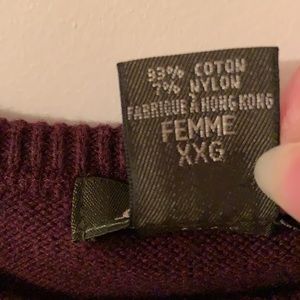 93% COTON
7% NYLON
FABRIQUÉ À HONG KONG
FEMME
XXG